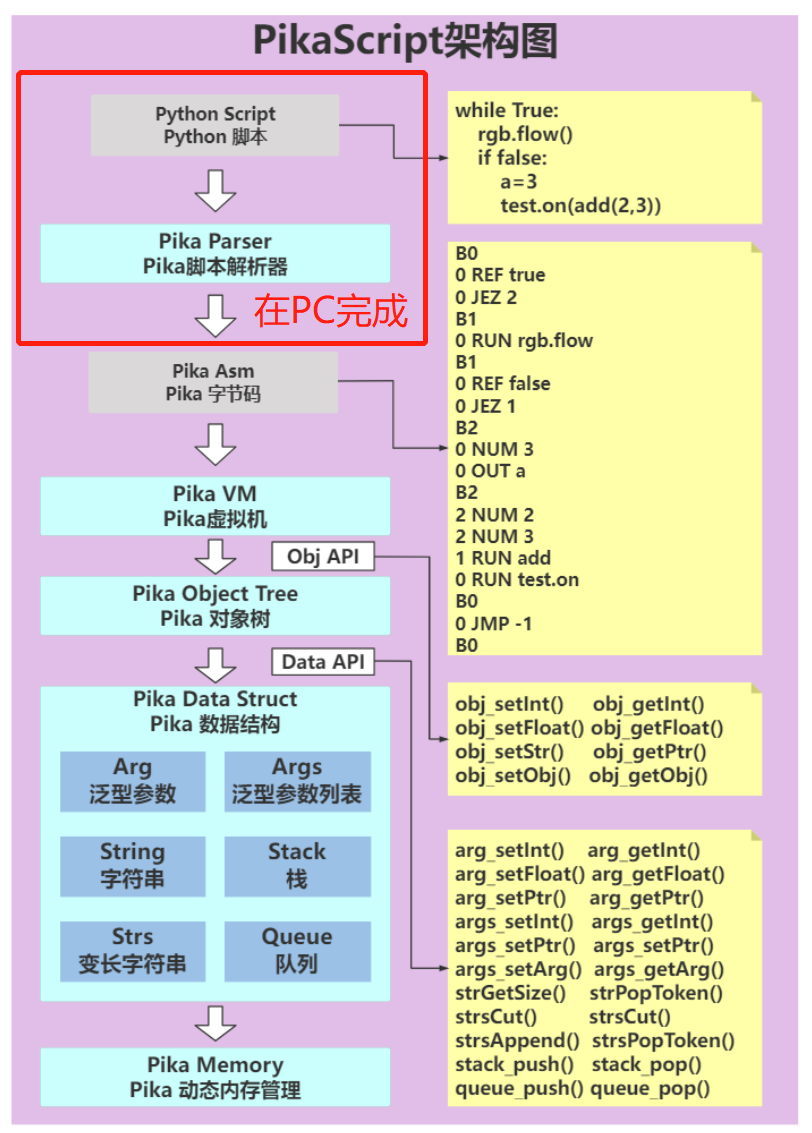 PikaScript架构图
Python Script
Python 脚本
while True:
rgb.flow()
if false:
a=3
test.on(add(2,3))
Pika Parser
Pika脚本解析器
在PC完成
Pika Asm
Pika 字节码
B0
0 REF true
0 JEZ 2
B1
0 RUN rgb.flow
B1
0 REF false
0 JEZ 1
B2
0 NUM 3
0 OUT a
B2
2 NUM 2
2 NUM 3
1 RUN add
0 RUN test.on
B0
0 JMP -1
B0
Pika VM
Pika虚拟机
Obj API
Pika Object Tree
Pika 对象树
Data API
Pika Data Struct
Pika 数据结构
Arg
泛型参数
Args
泛型参数列表
String
字符串
Stack
栈
Strs
变长字符串
Queue
队列
obj_setInt() obj_getInt()
obj_setFloat() obj_getFloat()
obj_setStr() obj_getPtr()
obj_setObj() obj_getObj()
arg_setInt() arg_getInt()
arg_setFloat() arg_getFloat()
arg_setPtr() arg_getPtr()
args_setInt() args_getInt()
args_setPtr() args_setPtr()
args_setArg() args_getArg()
strGetSize() strPopToken()
strsCut() strsCut()
strsAppend() strsPopToken()
stack_push() stack_pop()
queue_push() queue_pop()
Pika Memory
Pika 动态内存管理